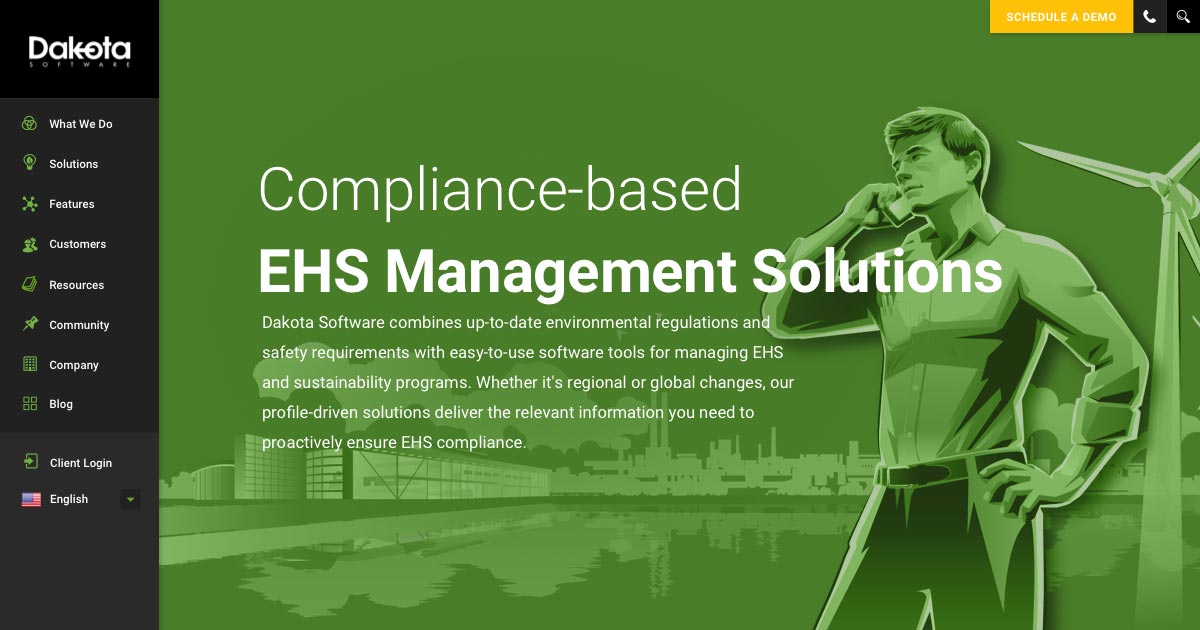 Dakota
SOFTWARE
What We Do
Solutions
Features
Customers
Resources
Community
Company
Blog
Client Login
English
SCHEDULE A DEMO
Compliance-based
EHS Management Solutions
Dakota Software combines up-to-date environmental regulations and
safety requirements with easy-to-use software tools for managing EHS
and sustainability programs. Whether it's regional or global changes, our
profile-driven solutions deliver the relevant information you need to
proactively ensure EHS compliance.